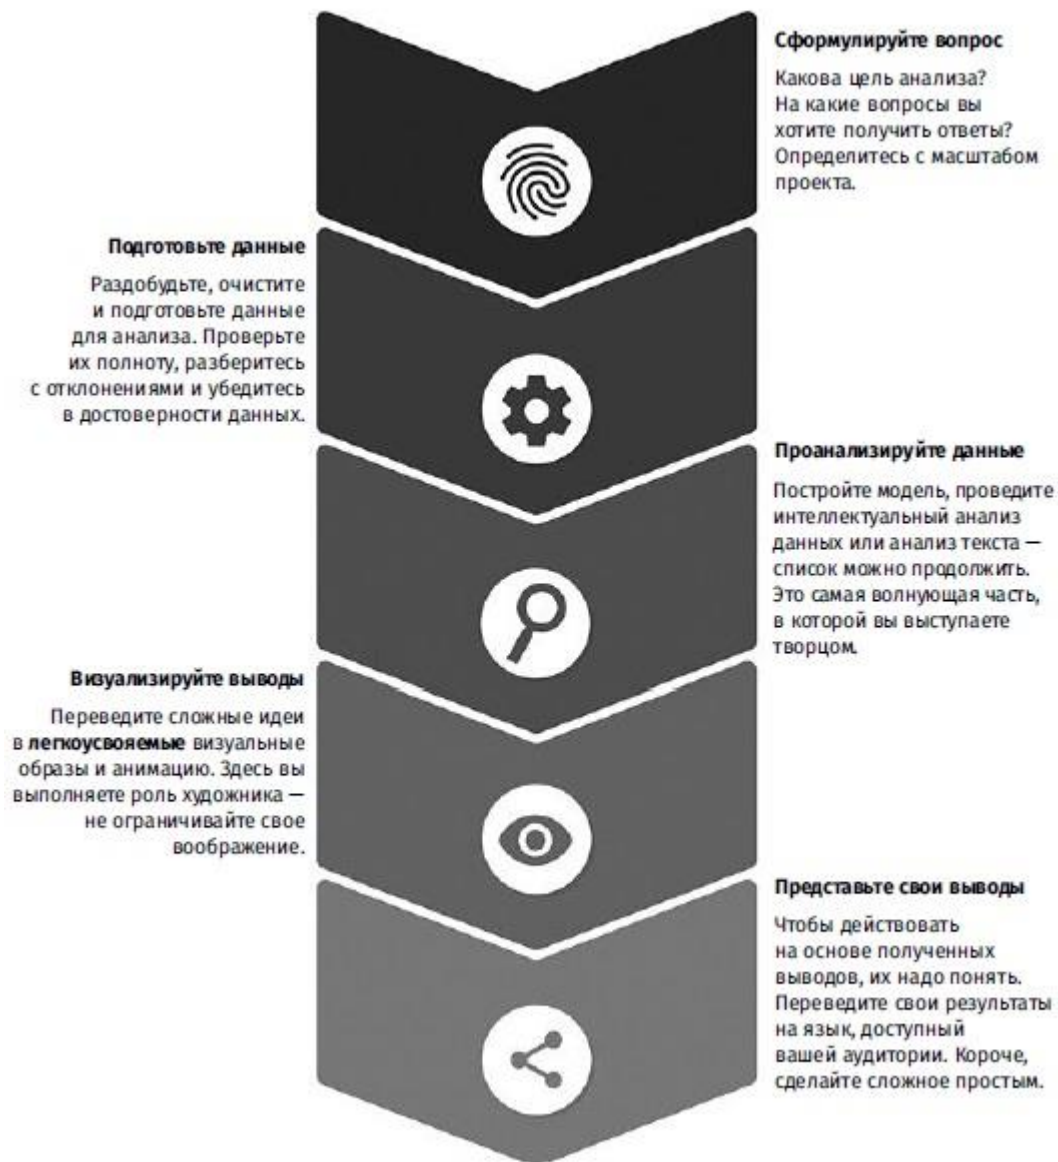 Сформулируйте вопрос
Какова цель анализа?
На какие вопросы вы
хотите получить ответы?
Определитесь с масштабом
проекта.
Подготовьте данные
Раздобудьте, очистите
и подготовьте данные
для анализа. Проверьте
их полноту, разберитесь
с отклонениями и убедитесь
в достоверности данных.
Проанализируйте данные
Постройте модель, проведите
интеллектуальный анализ
данных или анализ текста —
список можно продолжить.
Это самая волнующая часть,
в которой вы выступаете
творцом.
Визуализируйте выводы
Переведите сложные идеи
в легкоусвояемые визуальные
образы и анимацию. Здесь вы
выполняете роль художника —
не ограничивайте свое
воображение.
Представьте свои выводы
Чтобы действовать
на основе полученных
выводов, их надо понять.
Переведите свои результаты
на язык, доступный
вашей аудитории. Короче,
сделайте сложное простым.